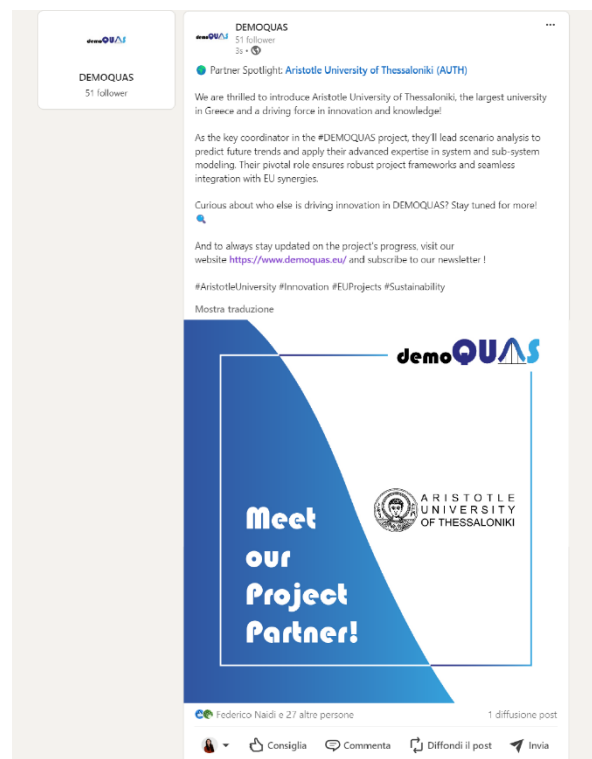 demoQUAS
DEMOQUAS
51 follower
demoQUAS
DEMOQUAS
51 follower
3s •
Partner Spotlight: Aristotle University of Thessaloniki (AUTH)
We are thrilled to introduce Aristotle University of Thessaloniki, the largest university
in Greece and a driving force in innovation and knowledge!
As the key coordinator in the #DEMOQUAS project, they'll lead scenario analysis to
predict future trends and apply their advanced expertise in system and sub-system
modeling. Their pivotal role ensures robust project frameworks and seamless
integration with EU synergies.
Curious about who else is driving innovation in DEMOQUAS? Stay tuned for more!
And to always stay updated on the project's progress, visit our
website https://www.demoquas.eu/ and subscribe to our newsletter !
#AristotleUniversity #Innovation #EUProjects #Sustainability
Mostra traduzione
demoQUAS
ARISTOTLE
UNIVERSITY
OF THESSALONIKI
Meet
our
Project
Partner!
Federico Naidi e 27 altre persone 1 diffusione post
Consiglia Commenta Diffondi il post Invia